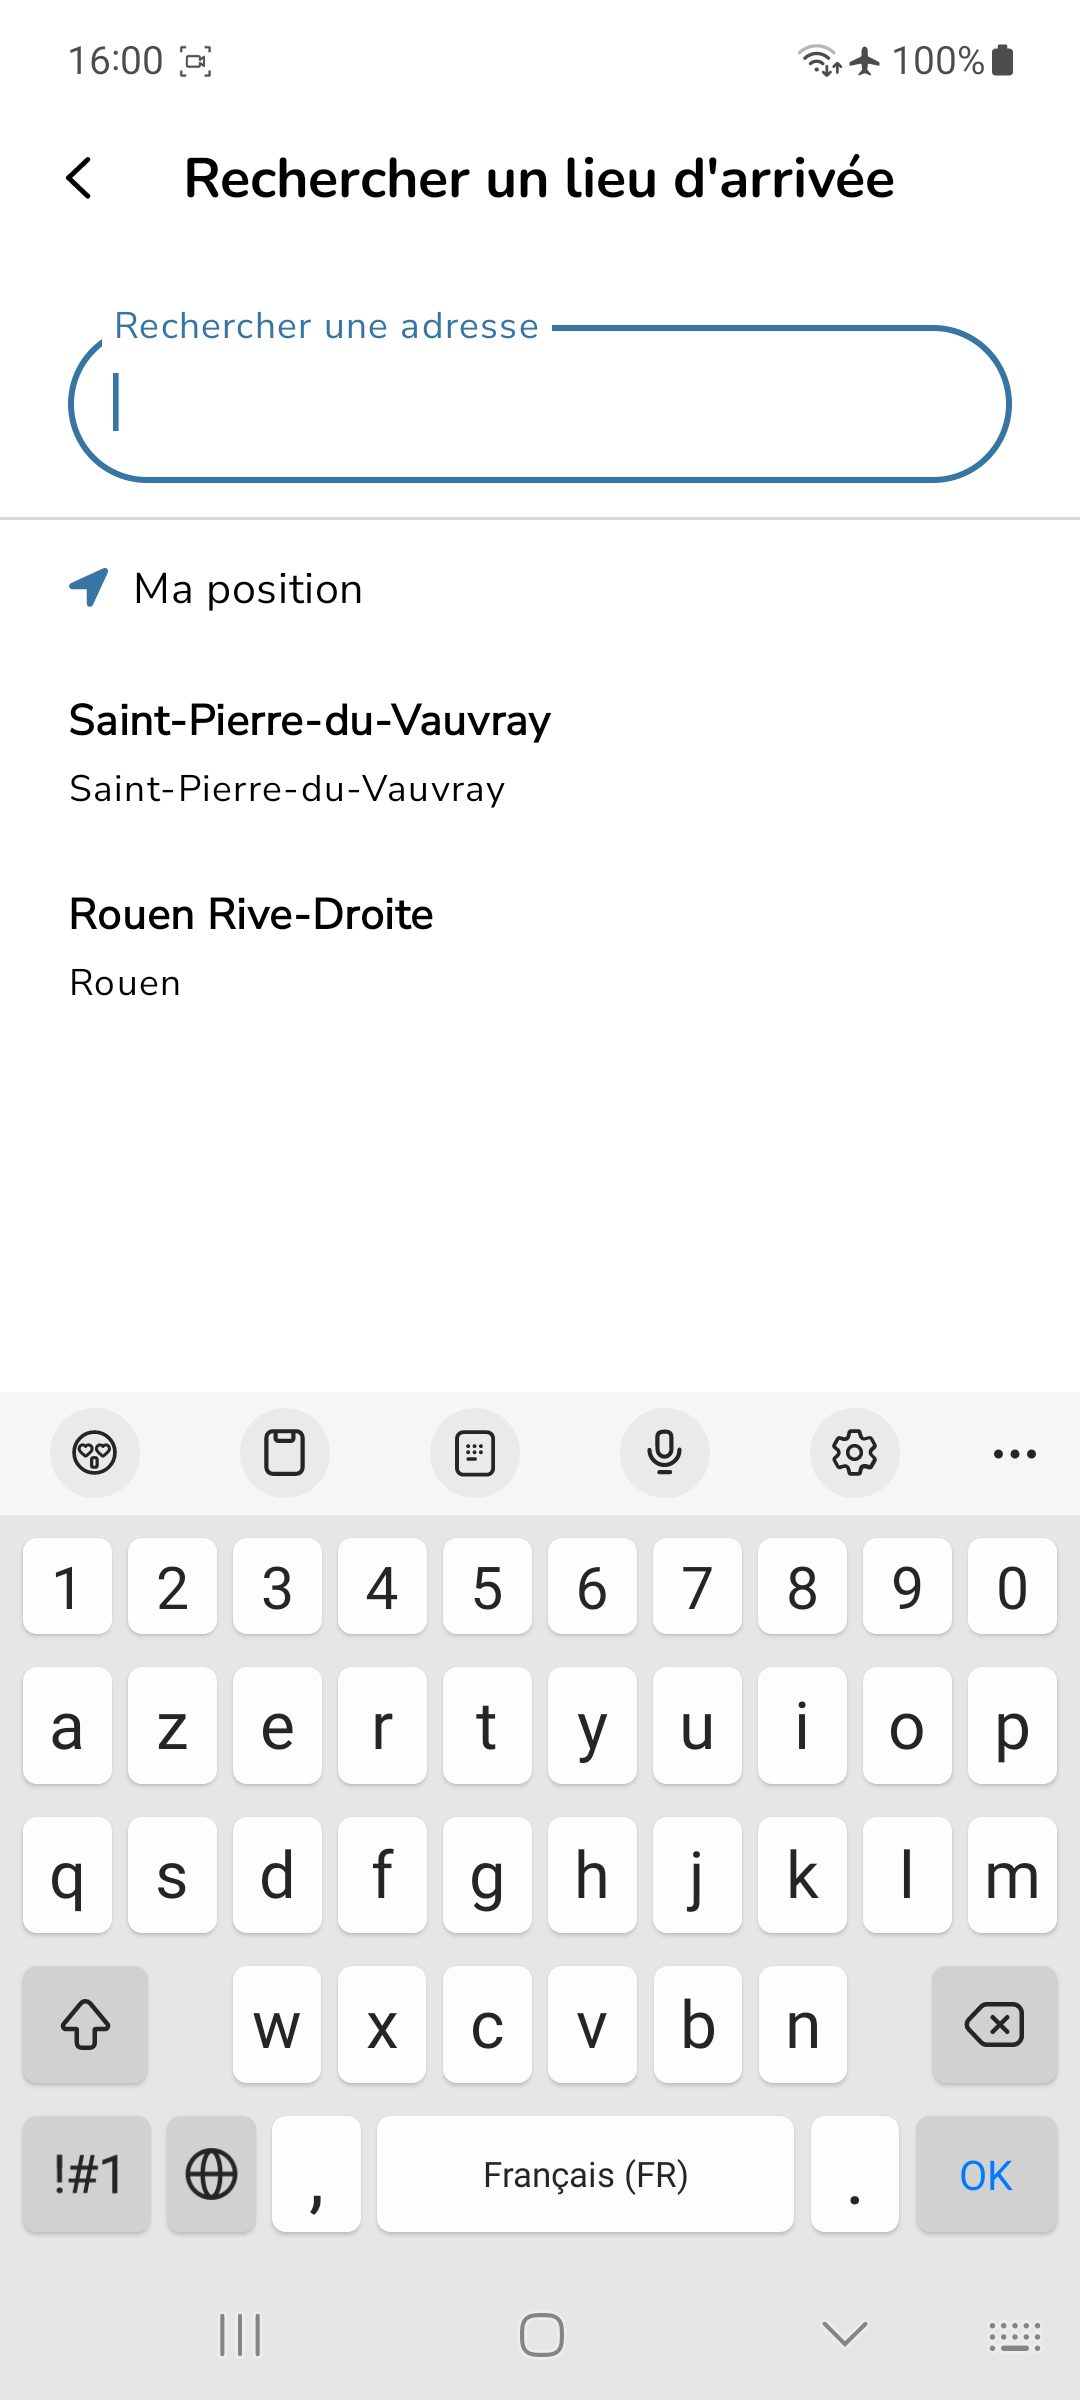 16:00 100%
Rechercher un lieu d'arrivée
Rechercher une adresse
Ma position
Saint-Pierre-du-Vauvray
Saint-Pierre-du-Vauvray
Rouen Rive-Droite
Rouen
1 2 3 4 5 6 7 8 9 0
a z e r t y u i o p
q s d f g h j k l m
w x c v b n
!#1 , Français (FR) . OK